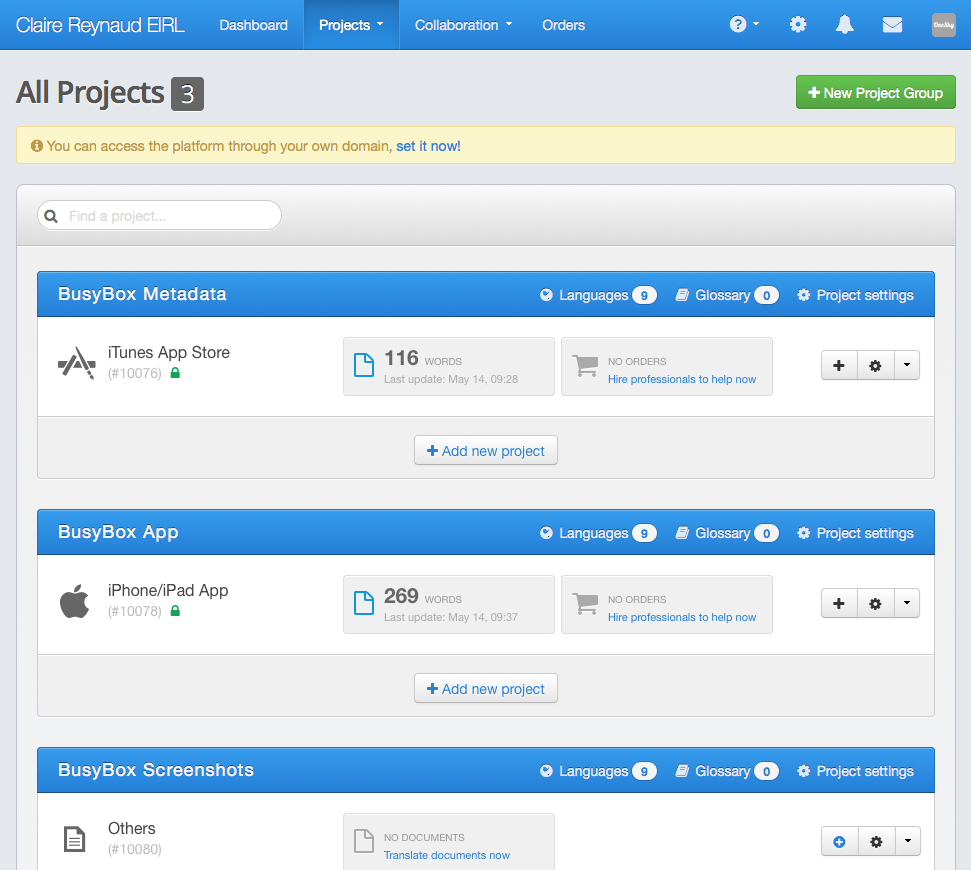 Claire Reynaud EIRL Dashboard Projects Collaboration Orders ? OneSky
All Projects 3 New Project Group
You can access the platform through your own domain, set it now!
Find a project...
BusyBox Metadata Languages 9 Glossary 0 Project settings
iTunes App Store
(#10076)
116 WORDS
Last update: May 14, 09:28
NO ORDERS
Hire professionals to help now
Add new project
BusyBox App Languages 9 Glossary 0 Project settings
iPhone/iPad App
(#10078)
269 WORDS
Last update: May 14, 09:37
NO ORDERS
Hire professionals to help now
Add new project
BusyBox Screenshots Languages 9 Glossary 0 Project settings
Others
(#10080)
NO DOCUMENTS
Translate documents now